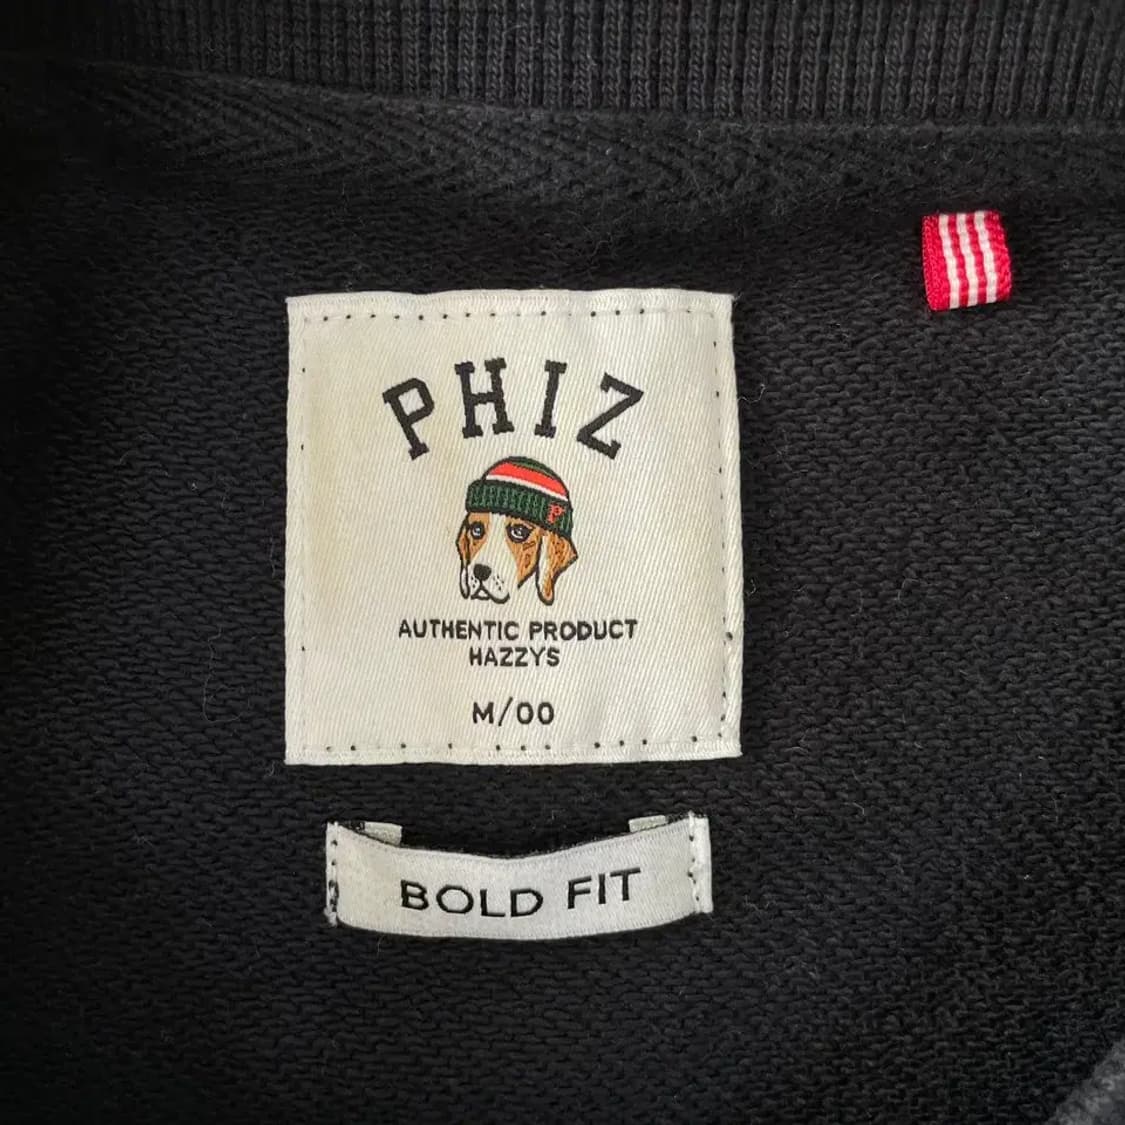 PHIZ
P
AUTHENTIC PRODUCT
HAZZYS
M/00
BOLD FIT